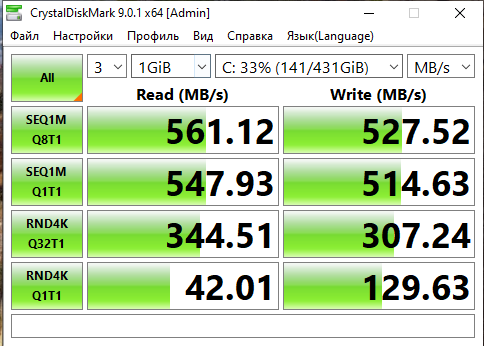 CrystalDiskMark 9.0.1 x64 [Admin]
Файл Настройки Профиль Вид Справка Язык(Language)
All 3 1GiB C: 33% (141/431GiB) MB/s
Read (MB/s) Write (MB/s)
SEQ1M
Q8T1
561.12 527.52
SEQ1M
Q1T1
547.93 514.63
RND4K
Q32T1
344.51 307.24
RND4K
Q1T1
42.01 129.63